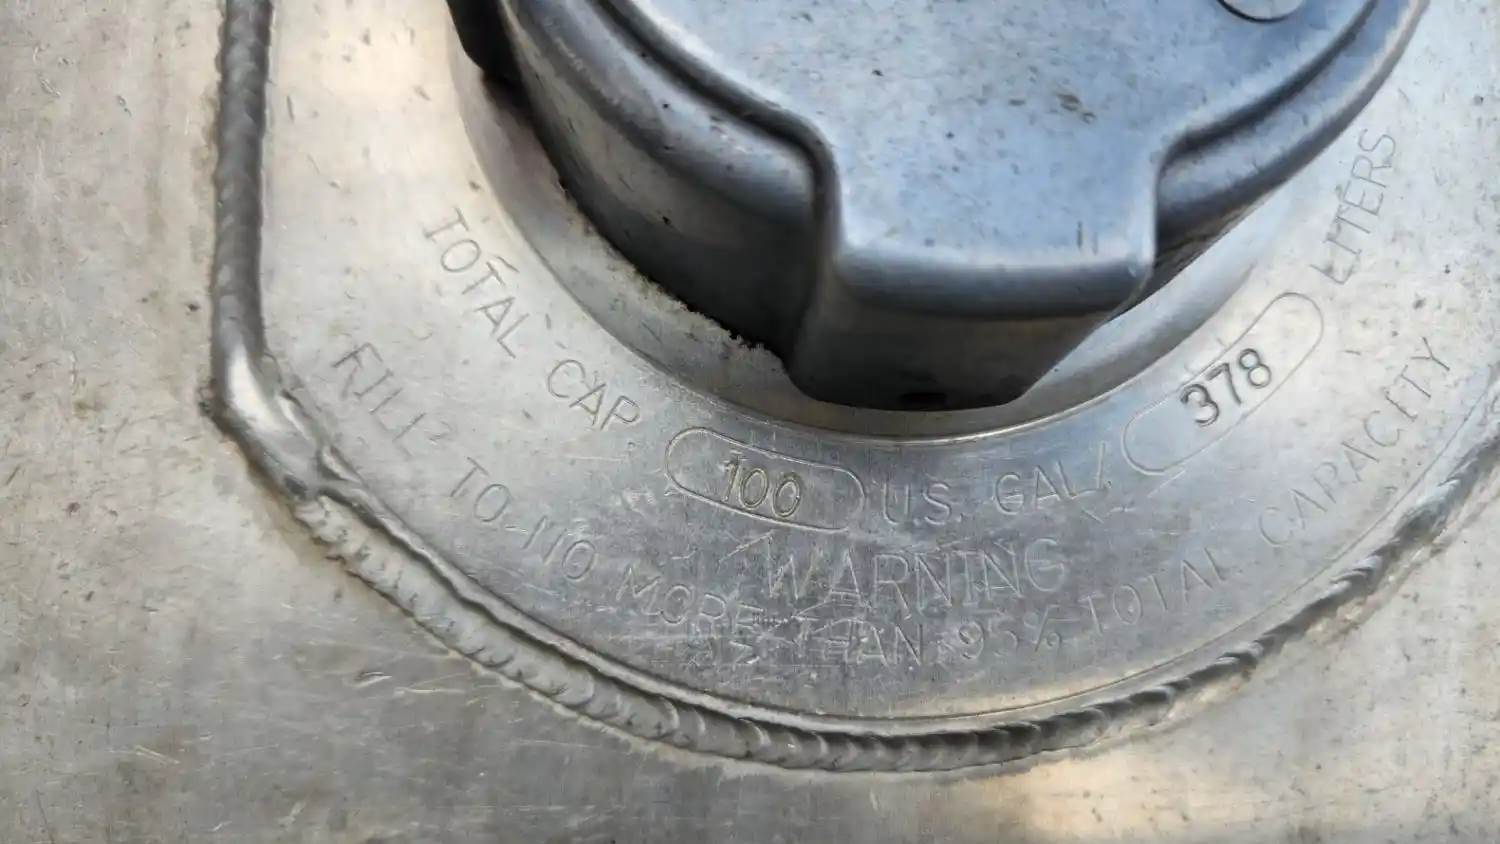 TOTAL CAP. 100 U.S. GAL/ 378 LITERS
WARNING
FILL TO NO MORE THAN 95% TOTAL CAPACITY